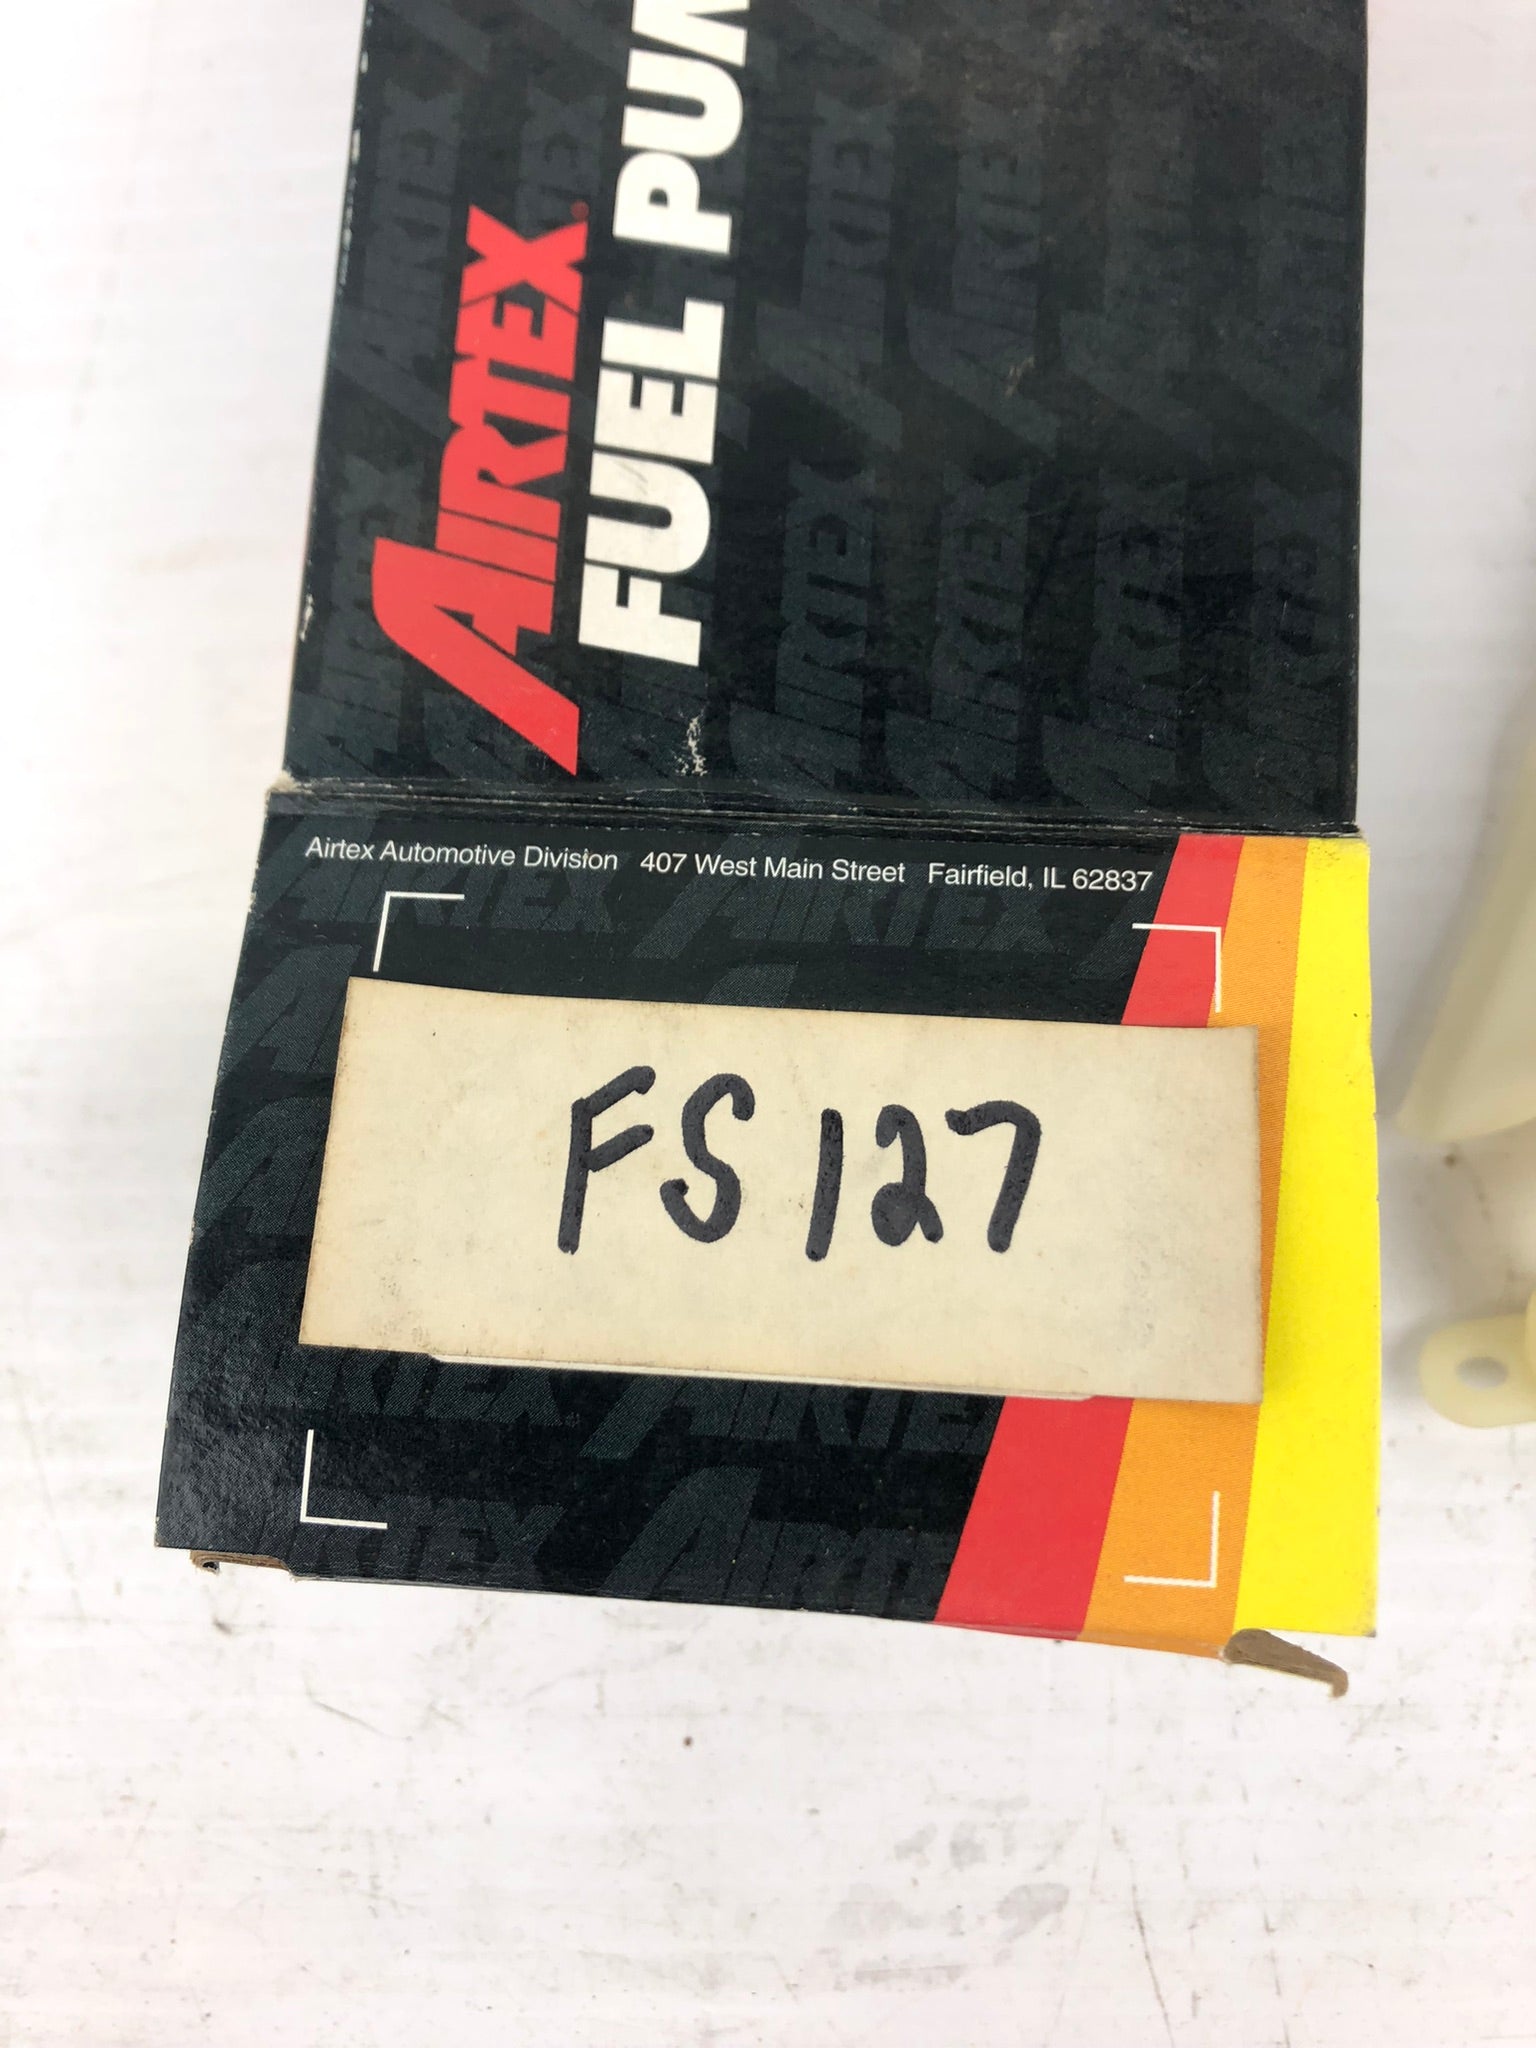 AIRTEX®
FUEL PUM
Airtex Automotive Division 407 West Main Street Fairfield, IL 62837
FS127